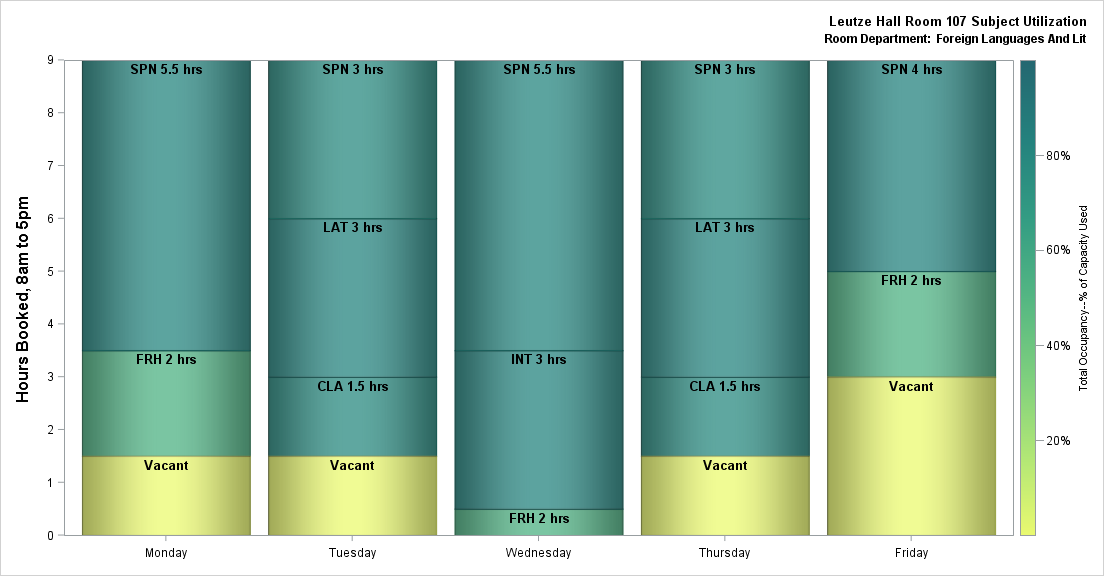 Leutze Hall Room 107 Subject Utilization
Room Department: Foreign Languages And Lit
Hours Booked, 8am to 5pm
9
8
7
6
5
4
3
2
1
0
SPN 5.5 hrs
FRH 2 hrs
Vacant
Monday
SPN 3 hrs
LAT 3 hrs
CLA 1.5 hrs
Vacant
Tuesday
SPN 5.5 hrs
INT 3 hrs
FRH 2 hrs
Wednesday
SPN 3 hrs
LAT 3 hrs
CLA 1.5 hrs
Vacant
Thursday
SPN 4 hrs
FRH 2 hrs
Vacant
Friday
80%
60%
40%
20%
Total Occupancy--% of Capacity Used